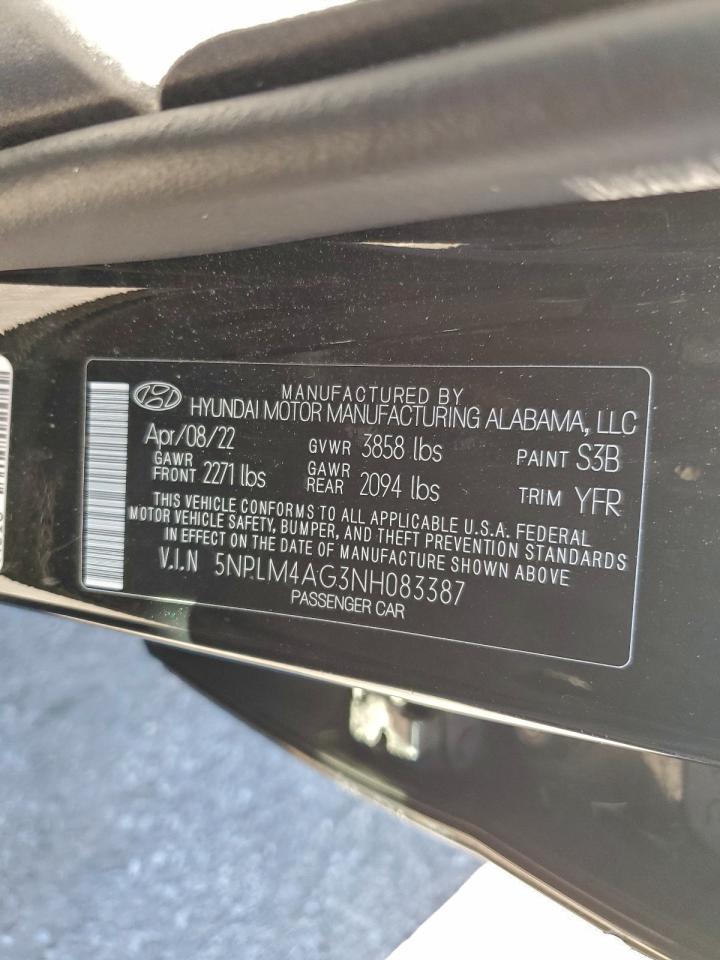 MANUFACTURED BY
HYUNDAI MOTOR MANUFACTURING ALABAMA, LLC
Apr/08/22 GVWR 3858 lbs PAINT S3B
GAWR FRONT 2271 lbs GAWR REAR 2094 lbs TRIM YFR
THIS VEHICLE CONFORMS TO ALL APPLICABLE U.S.A. FEDERAL
MOTOR VEHICLE SAFETY, BUMPER, AND THEFT PREVENTION STANDARDS
IN EFFECT ON THE DATE OF MANUFACTURE SHOWN ABOVE
V.I.N 5NPLM4AG3NH083387
PASSENGER CAR